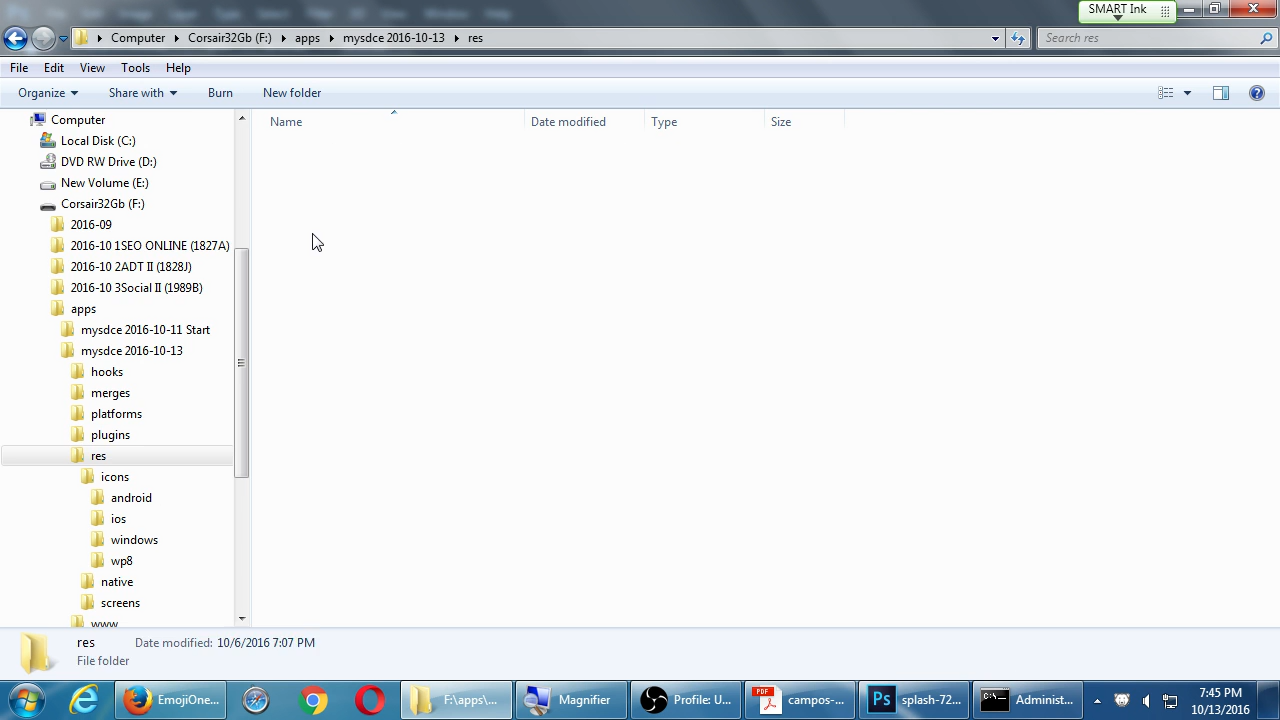 SMART Ink
Computer Corsair32Gb (F:) apps mysdce 2016-10-13 res
Search res
File Edit View Tools Help
Organize Share with Burn New folder
Name Date modified Type Size
Computer
Local Disk (C:)
DVD RW Drive (D:)
New Volume (E:)
Corsair32Gb (F:)
2016-09
2016-10 1SEO ONLINE (1827A)
2016-10 2ADT II (1828J)
2016-10 3Social II (1989B)
apps
mysdce 2016-10-11 Start
mysdce 2016-10-13
hooks
merges
platforms
plugins
res
icons
android
ios
windows
wp8
native
screens
www
res Date modified: 10/6/2016 7:07 PM
File folder
EmojiOne... F:\apps\... Magnifier Profile: U... PDF campos-... Ps splash-72... C:\ Administ... 7:45 PM
10/13/2016